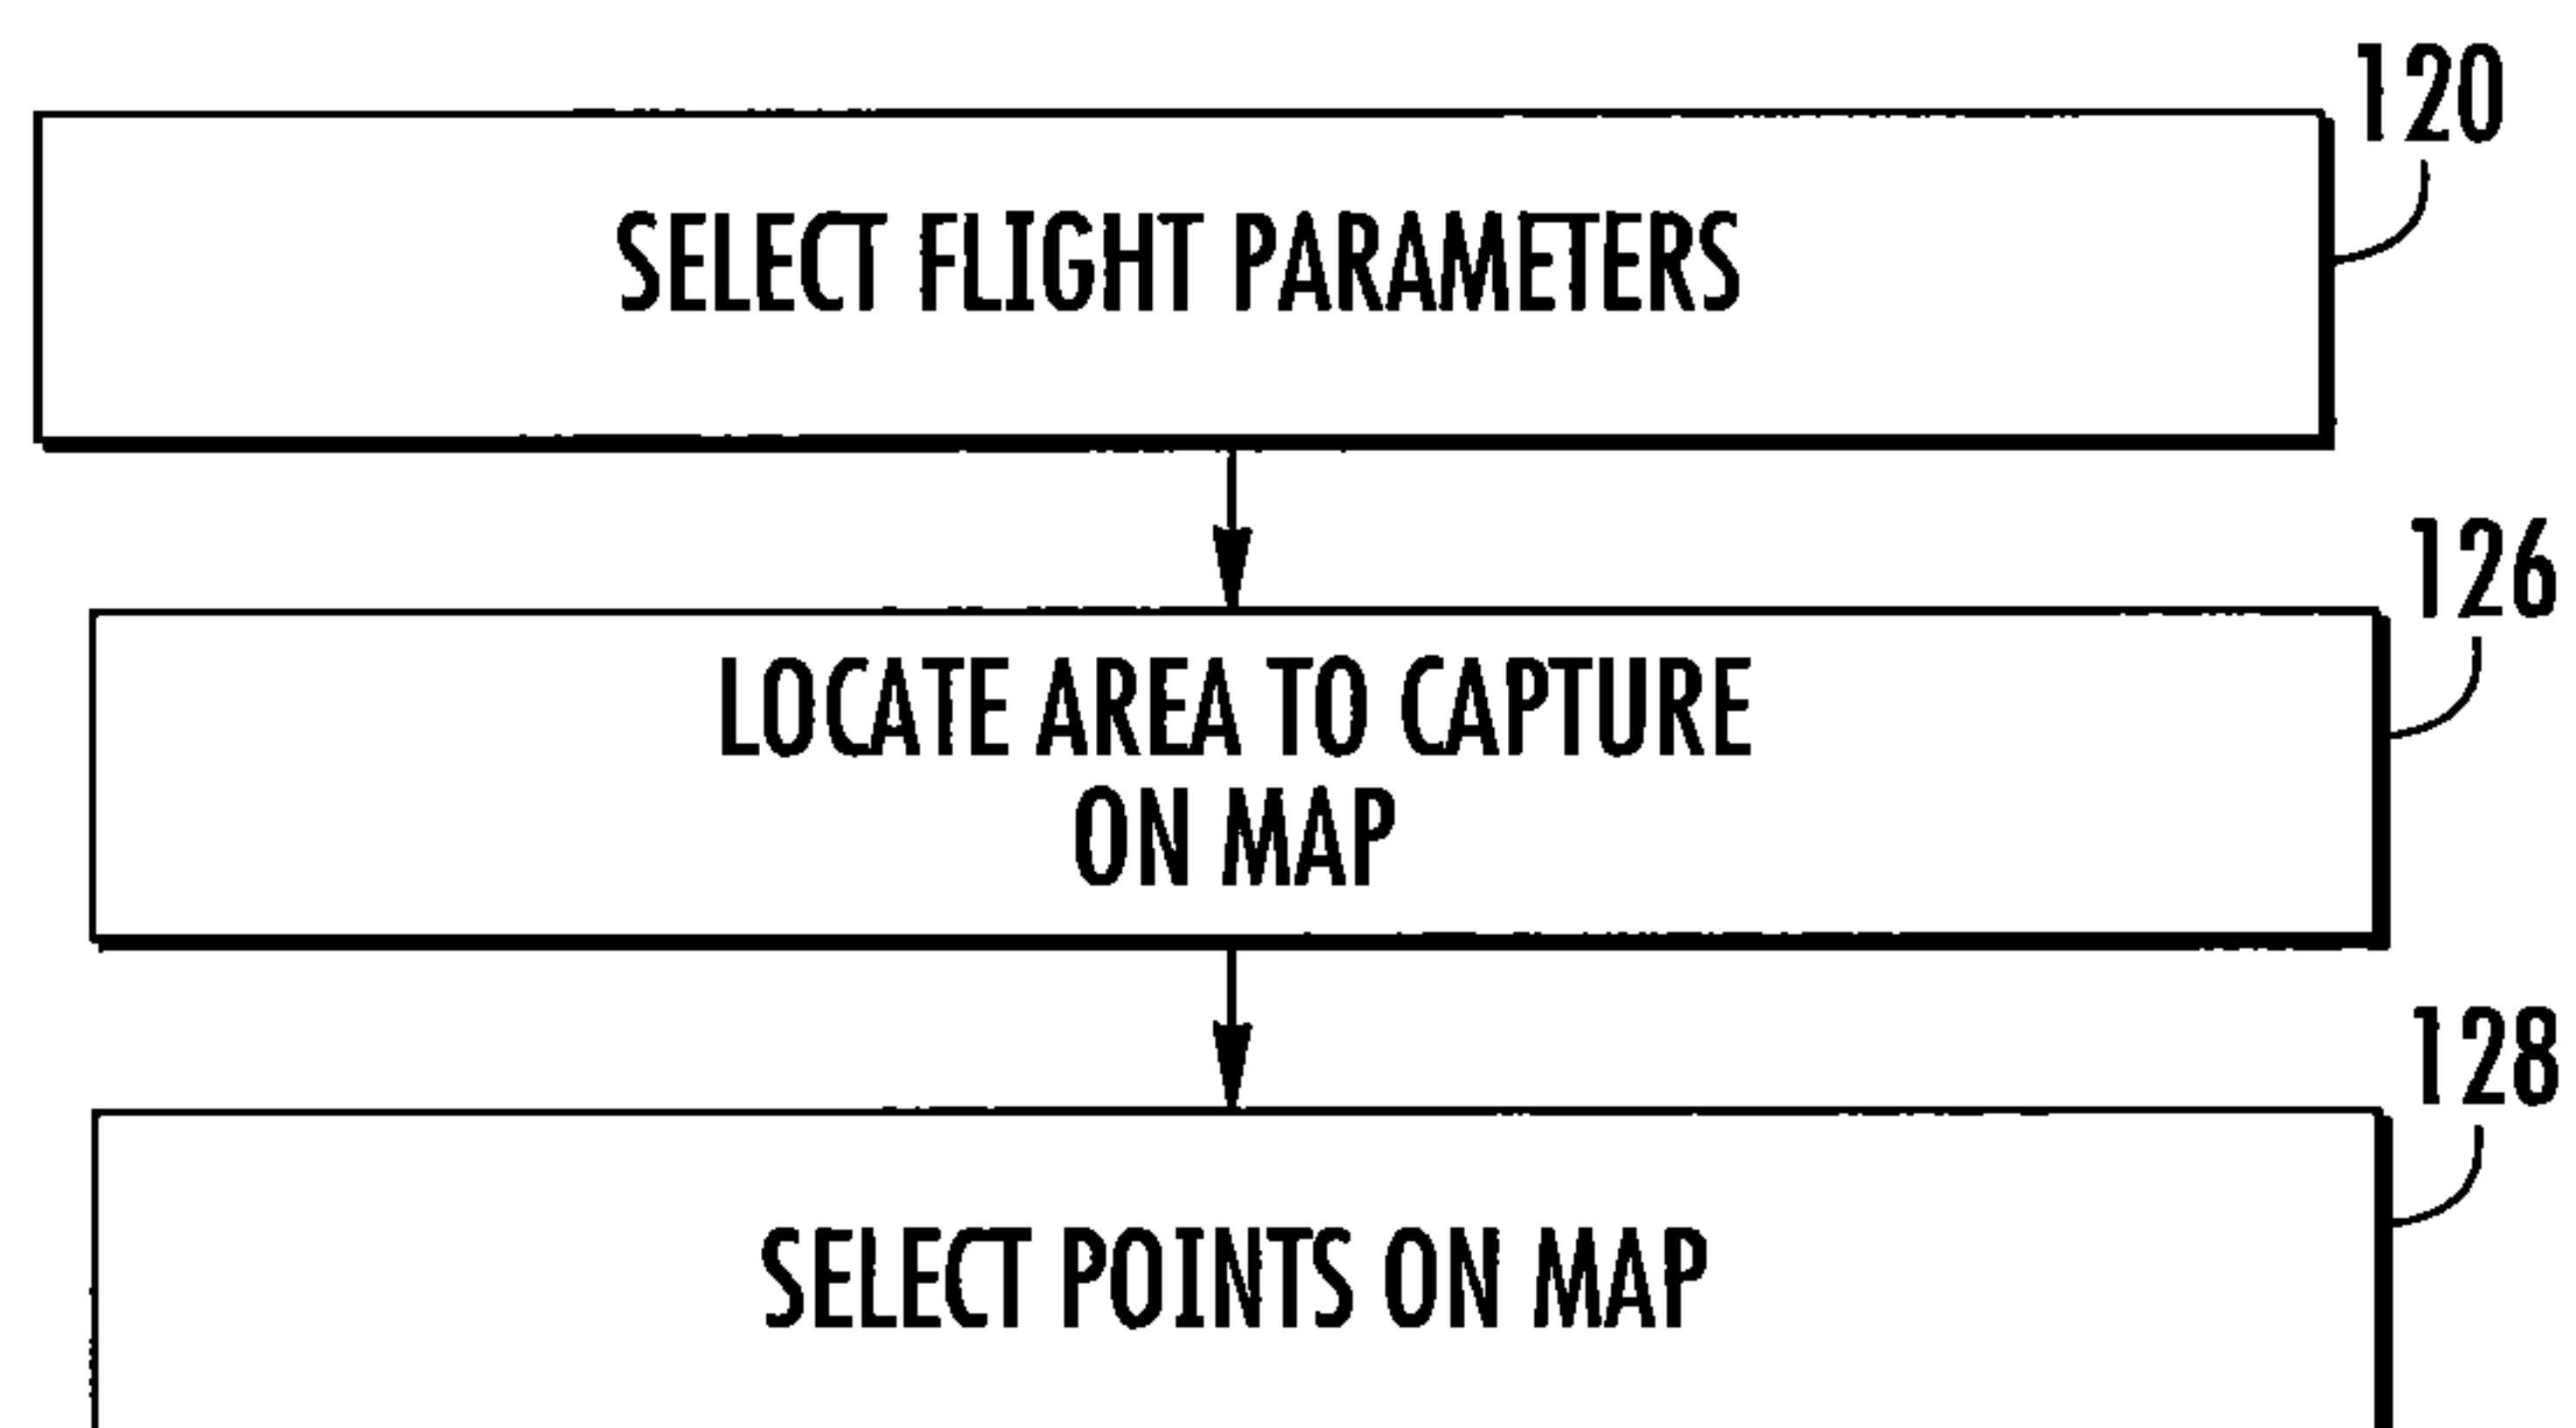 120
SELECT FLIGHT PARAMETERS
126
LOCATE AREA TO CAPTURE
ON MAP
128
SELECT POINTS ON MAP